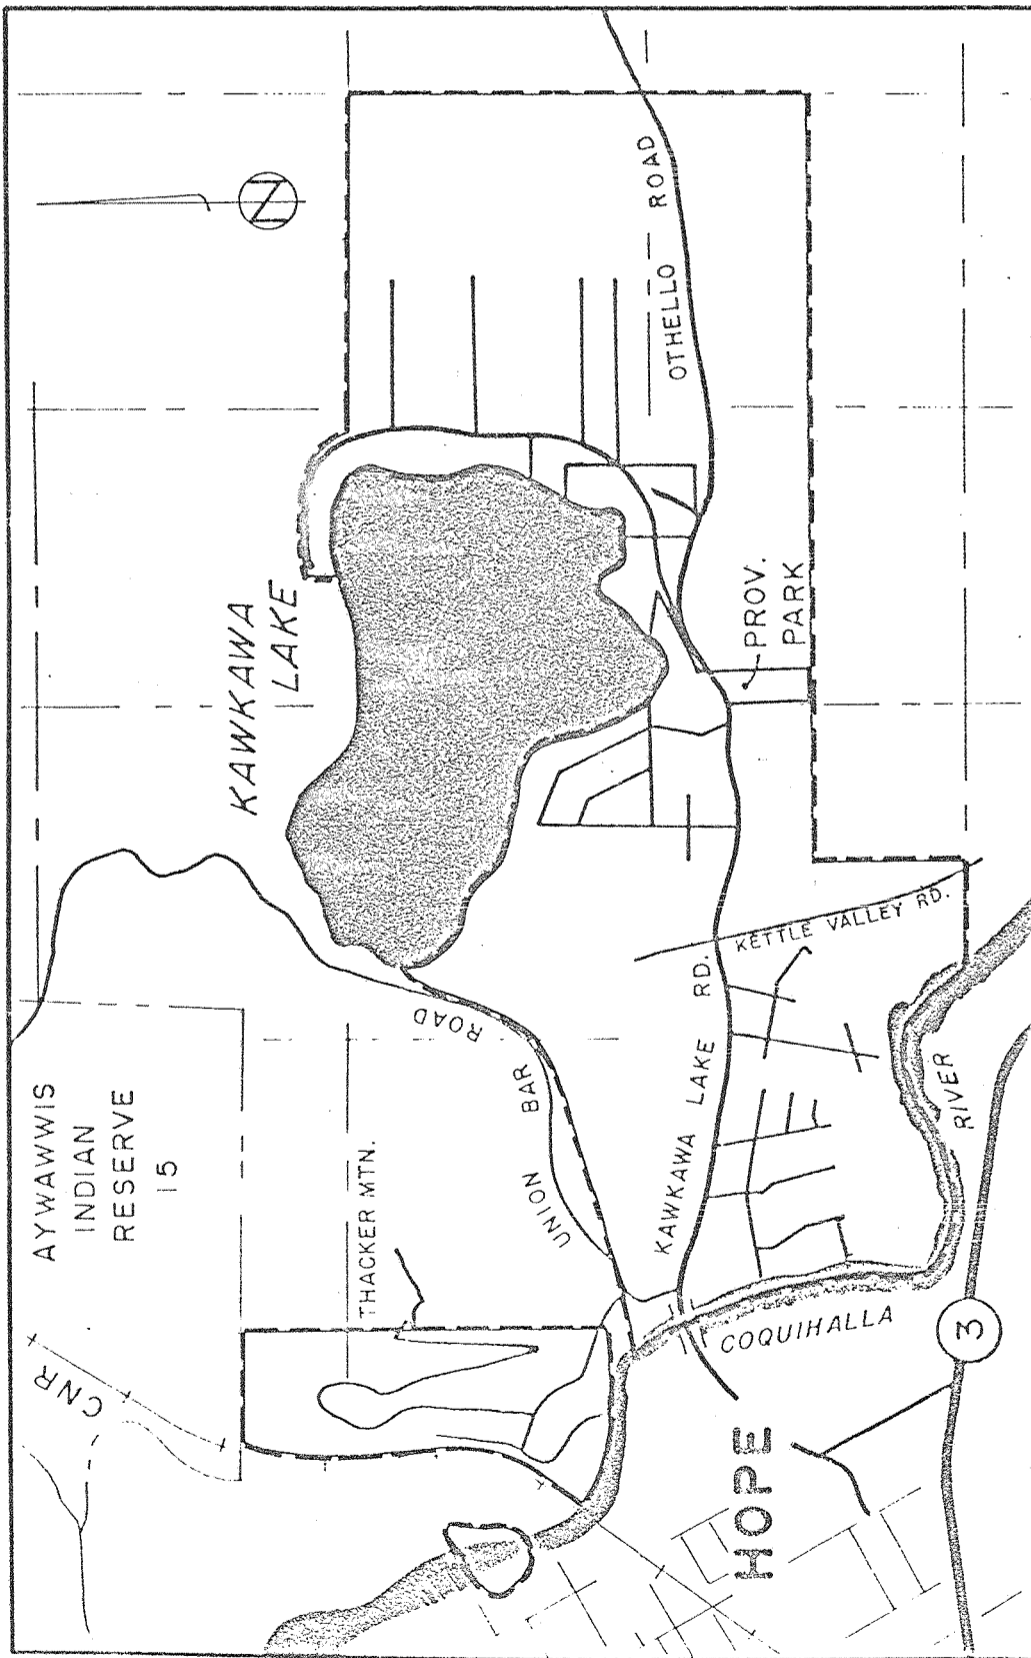 AYWAWWIS
INDIAN
RESERVE
15
CNR
THACKER MTN.
KAWKAWA
LAKE
N
UNION BAR ROAD
KAWKAWA LAKE RD.
OTHELLO ROAD
PROV.
PARK
KETTLE VALLEY RD.
COQUIHALLA RIVER
HOPE
3